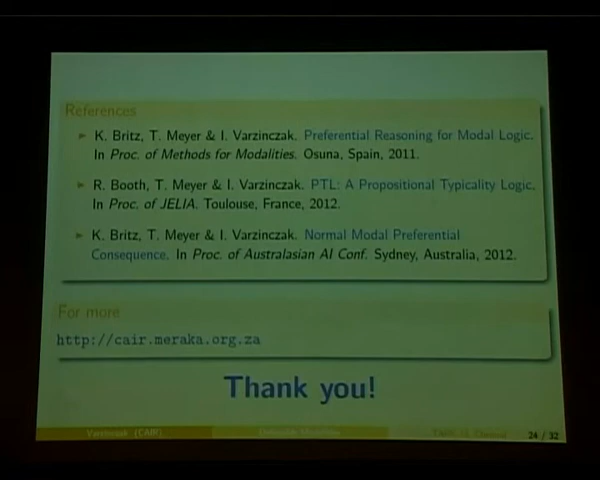 References
K. Britz, T. Meyer & I. Varzinczak. Preferential Reasoning for Modal Logic.
In Proc. of Methods for Modalities. Osuna, Spain, 2011.
R. Booth, T. Meyer & I. Varzinczak. PTL: A Propositional Typicality Logic.
In Proc. of JELIA. Toulouse, France, 2012.
K. Britz, T. Meyer & I. Varzinczak. Normal Modal Preferential
Consequence. In Proc. of Australasian AI Conf. Sydney, Australia, 2012.
For more
http://cair.meraka.org.za
Thank you!
Varzinczak (CAIR)
24 / 32